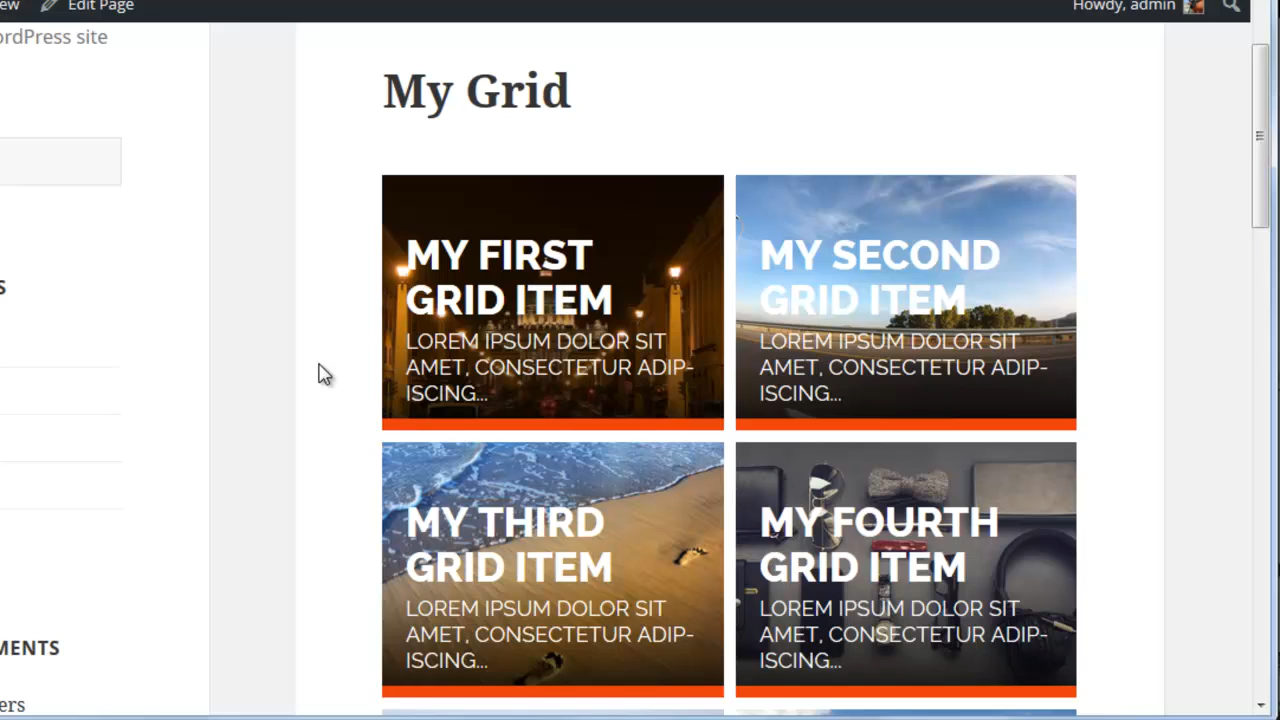 Edit Page
Howdy, admin
ordPress site
My Grid
MY FIRST
GRID ITEM
LOREM IPSUM DOLOR SIT
AMET, CONSECTETUR ADIP-
ISCING...
MY SECOND
GRID ITEM
LOREM IPSUM DOLOR SIT
AMET, CONSECTETUR ADIP-
ISCING...
MY THIRD
GRID ITEM
LOREM IPSUM DOLOR SIT
AMET, CONSECTETUR ADIP-
ISCING...
MY FOURTH
GRID ITEM
LOREM IPSUM DOLOR SIT
AMET, CONSECTETUR ADIP-
ISCING...
S
MENTS
ers